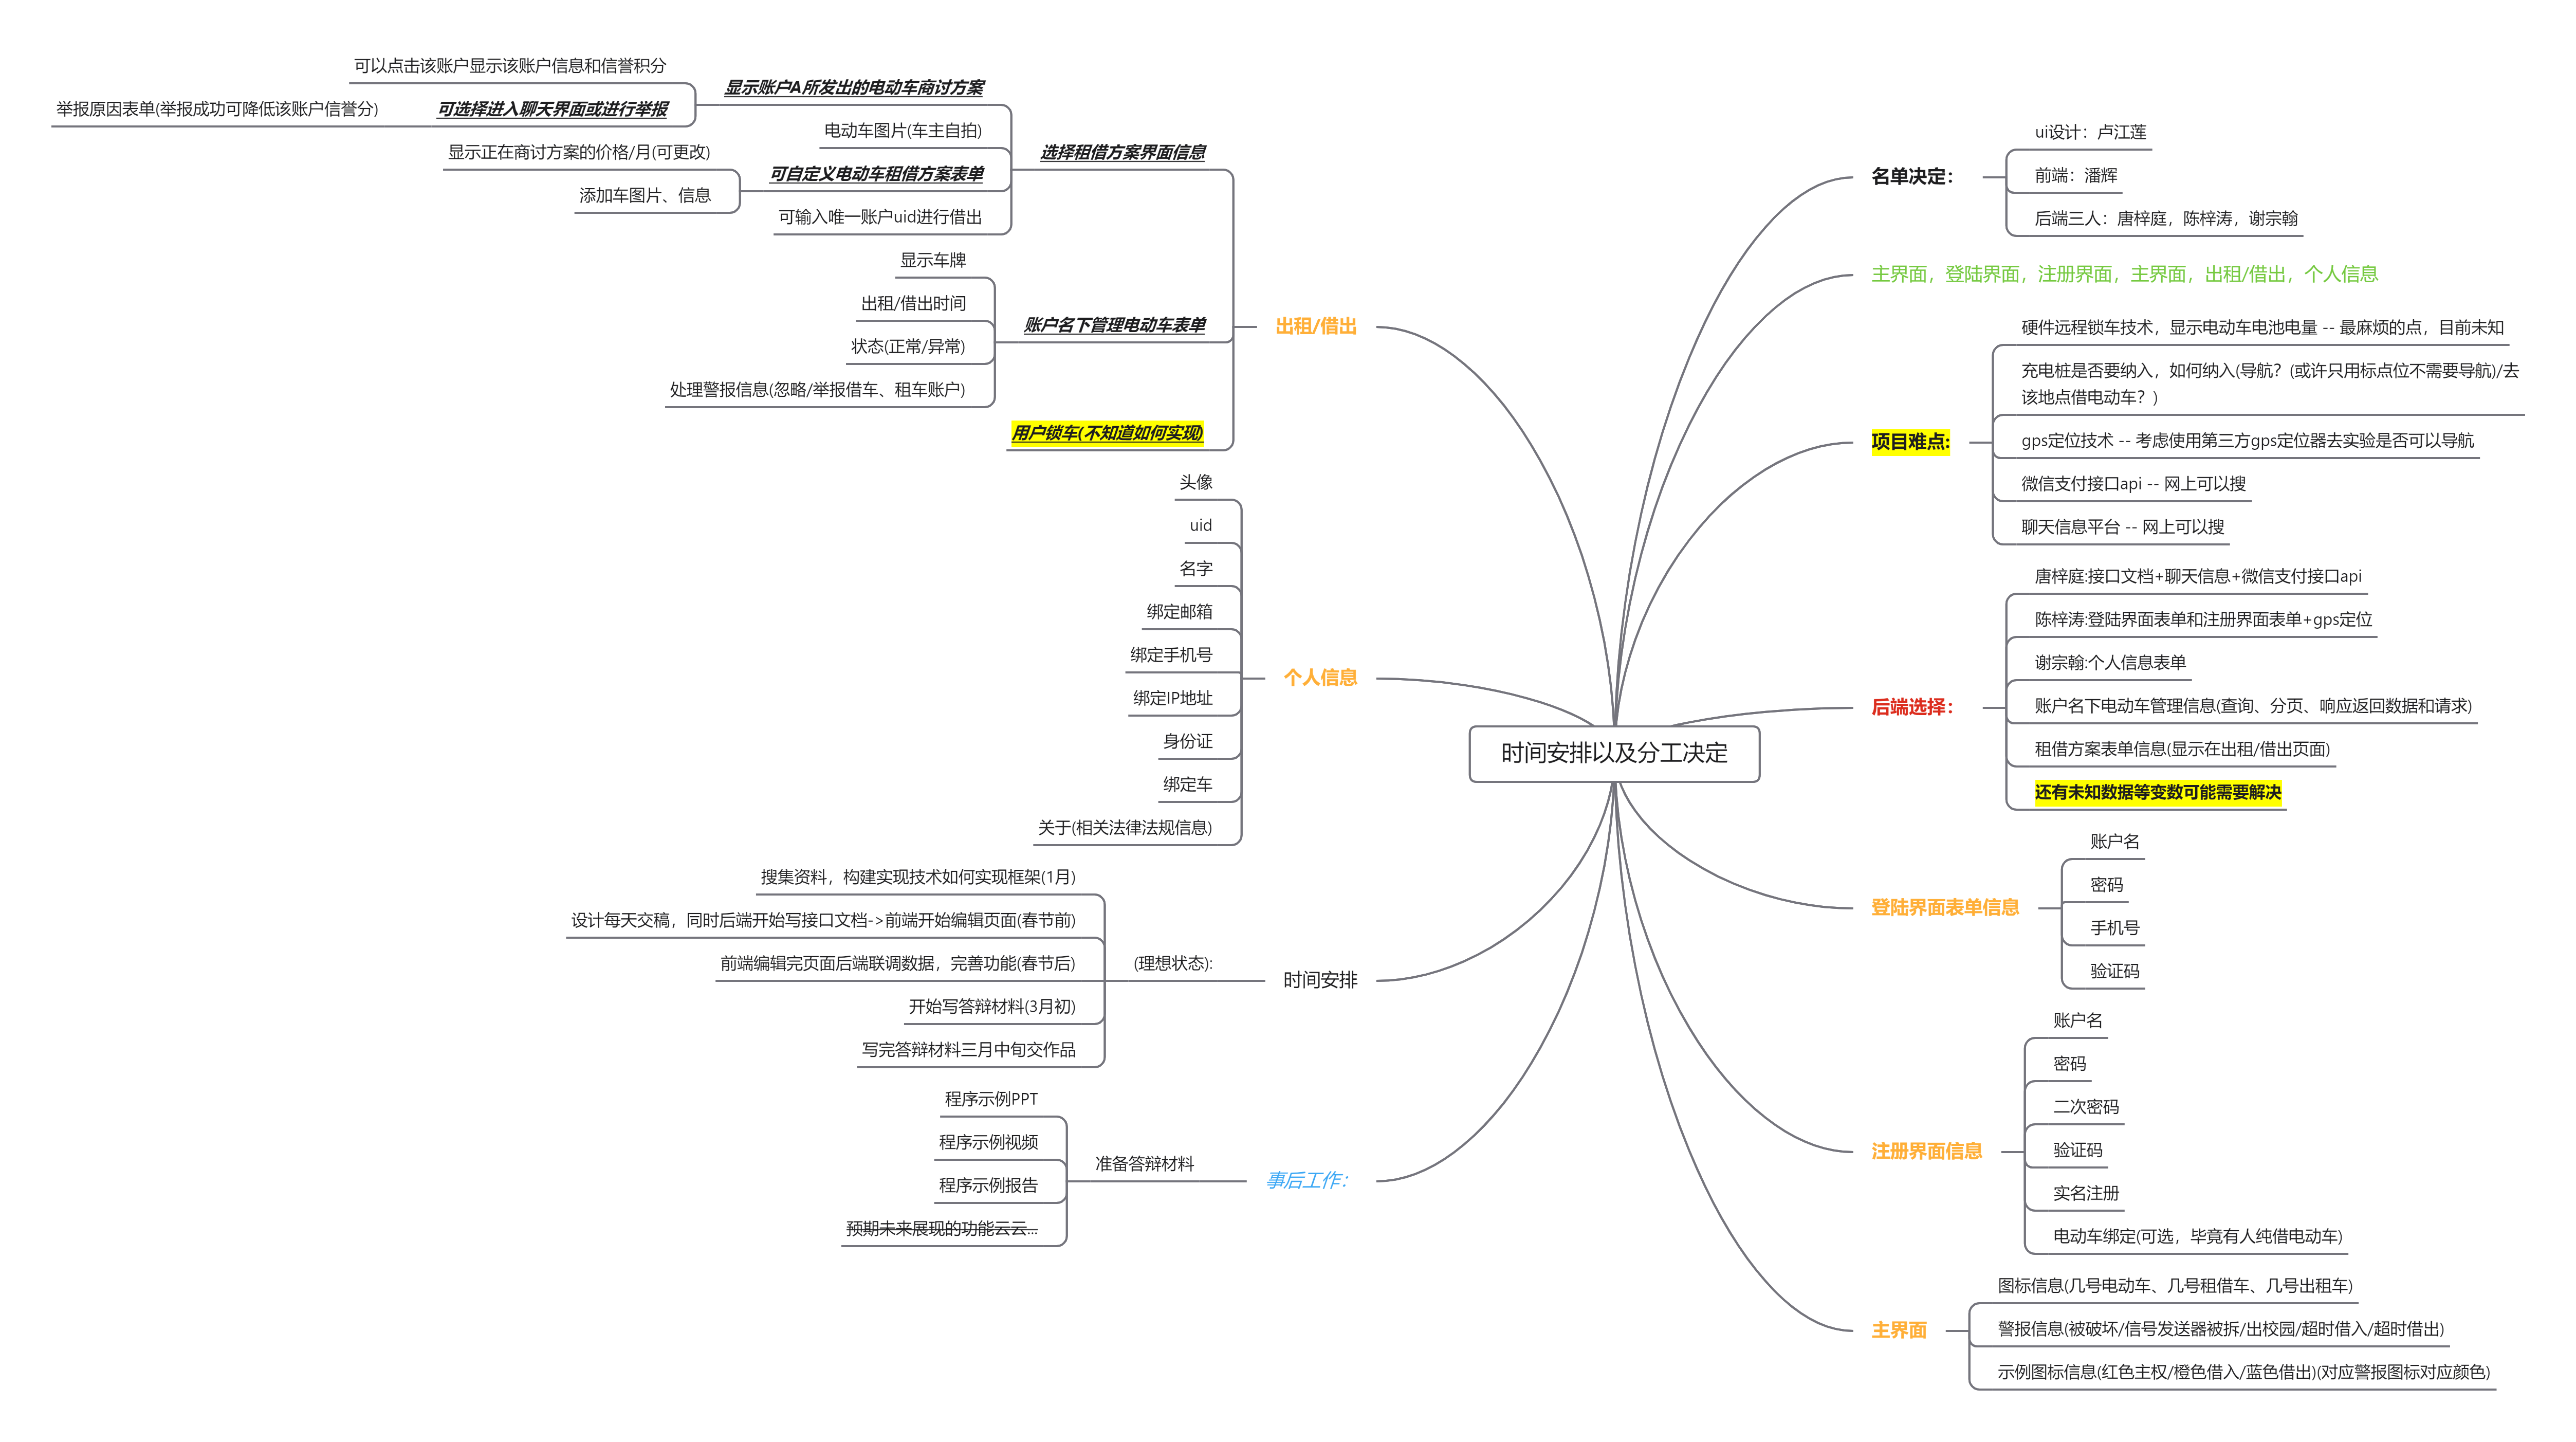 时间安排以及分工决定
名单决定：
ui设计：卢江莲
前端：潘辉
后端三人：唐梓庭，陈梓涛，谢宗翰
主界面，登陆界面，注册界面，主界面，出租/借出，个人信息
项目难点:
硬件远程锁车技术，显示电动车电池电量 -- 最麻烦的点，目前未知
充电桩是否要纳入，如何纳入(导航？(或许只用标点位不需要导航)/去
该地点借电动车？)
gps定位技术 -- 考虑使用第三方gps定位器去实验是否可以导航
微信支付接口api -- 网上可以搜
聊天信息平台 -- 网上可以搜
后端选择：
唐梓庭:接口文档+聊天信息+微信支付接口api
陈梓涛:登陆界面表单和注册界面表单+gps定位
谢宗翰:个人信息表单
账户名下电动车管理信息(查询、分页、响应返回数据和请求)
租借方案表单信息(显示在出租/借出页面)
还有未知数据等变数可能需要解决
登陆界面表单信息
账户名
密码
手机号
验证码
注册界面信息
账户名
密码
二次密码
验证码
实名注册
电动车绑定(可选，毕竟有人纯借电动车)
主界面
图标信息(几号电动车、几号租借车、几号出租车)
警报信息(被破坏/信号发送器被拆/出校园/超时借入/超时借出)
示例图标信息(红色主权/橙色借入/蓝色借出)(对应警报图标对应颜色)
出租/借出
选择租借方案界面信息
显示账户A所发出的电动车商讨方案
可以点击该账户显示该账户信息和信誉积分
可选择进入聊天界面或进行举报
举报原因表单(举报成功可降低该账户信誉分)
电动车图片(车主自拍)
可自定义电动车租借方案表单
显示正在商讨方案的价格/月(可更改)
添加车图片、信息
可输入唯一账户uid进行借出
账户名下管理电动车表单
显示车牌
出租/借出时间
状态(正常/异常)
处理警报信息(忽略/举报借车、租车账户)
用户锁车(不知道如何实现)
个人信息
头像
uid
名字
绑定邮箱
绑定手机号
绑定IP地址
身份证
绑定车
关于(相关法律法规信息)
时间安排
(理想状态):
搜集资料，构建实现技术如何实现框架(1月)
设计每天交稿，同时后端开始写接口文档->前端开始编辑页面(春节前)
前端编辑完页面后端联调数据，完善功能(春节后)
开始写答辩材料(3月初)
写完答辩材料三月中旬交作品
事后工作：
准备答辩材料
程序示例PPT
程序示例视频
程序示例报告
预期未来展现的功能云云...